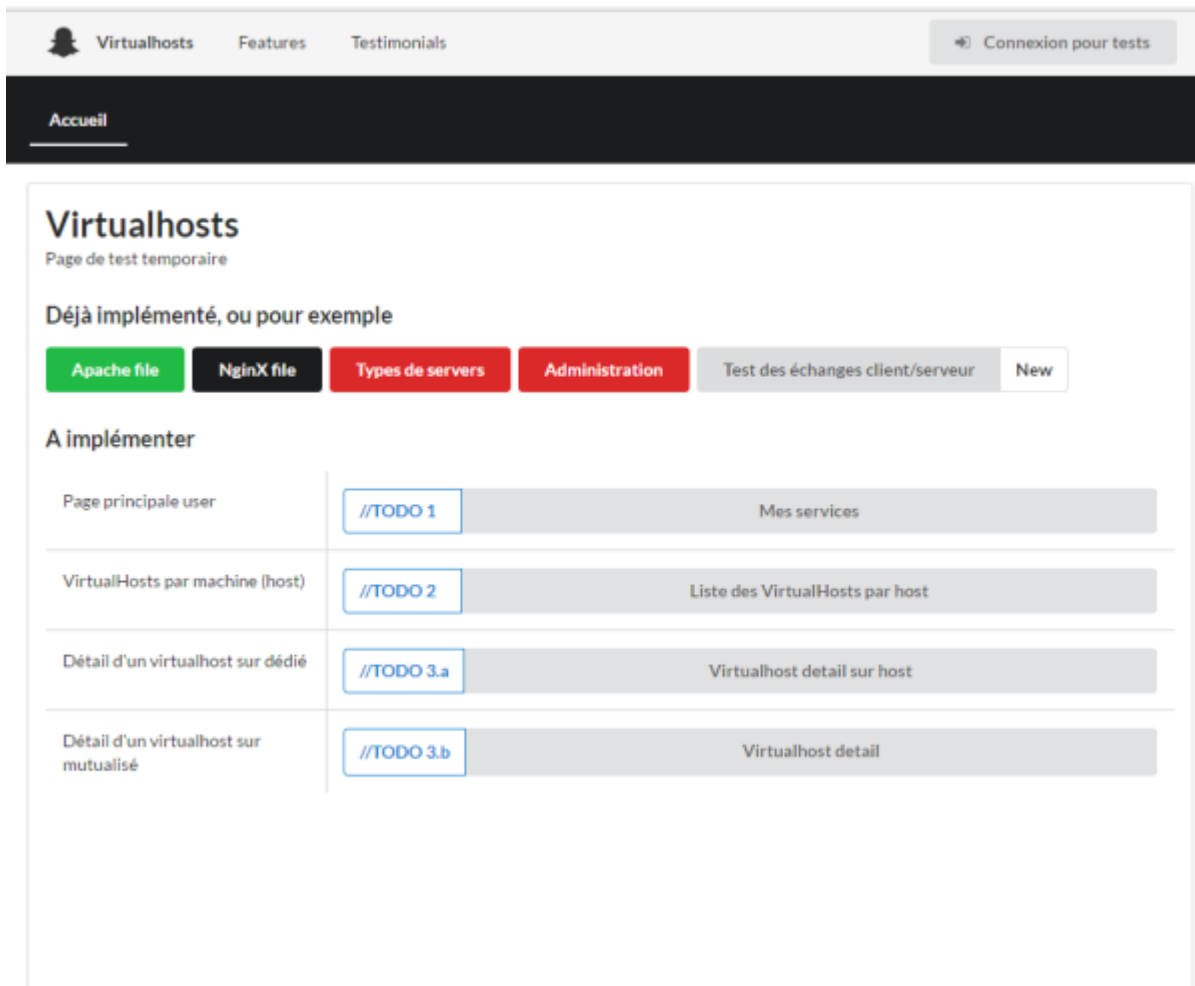 Virtualhosts Features Testimonials Connexion pour tests
Accueil
Virtualhosts
Page de test temporaire
Déjà implémenté, ou pour exemple
Apache file NginX file Types de servers Administration Test des échanges client/serveur New
A implémenter
Page principale user //TODO 1 Mes services
VirtualHosts par machine (host) //TODO 2 Liste des VirtualHosts par host
Détail d'un virtualhost sur dédié //TODO 3.a Virtualhost detail sur host
Détail d'un virtualhost sur
mutualisé
//TODO 3.b Virtualhost detail